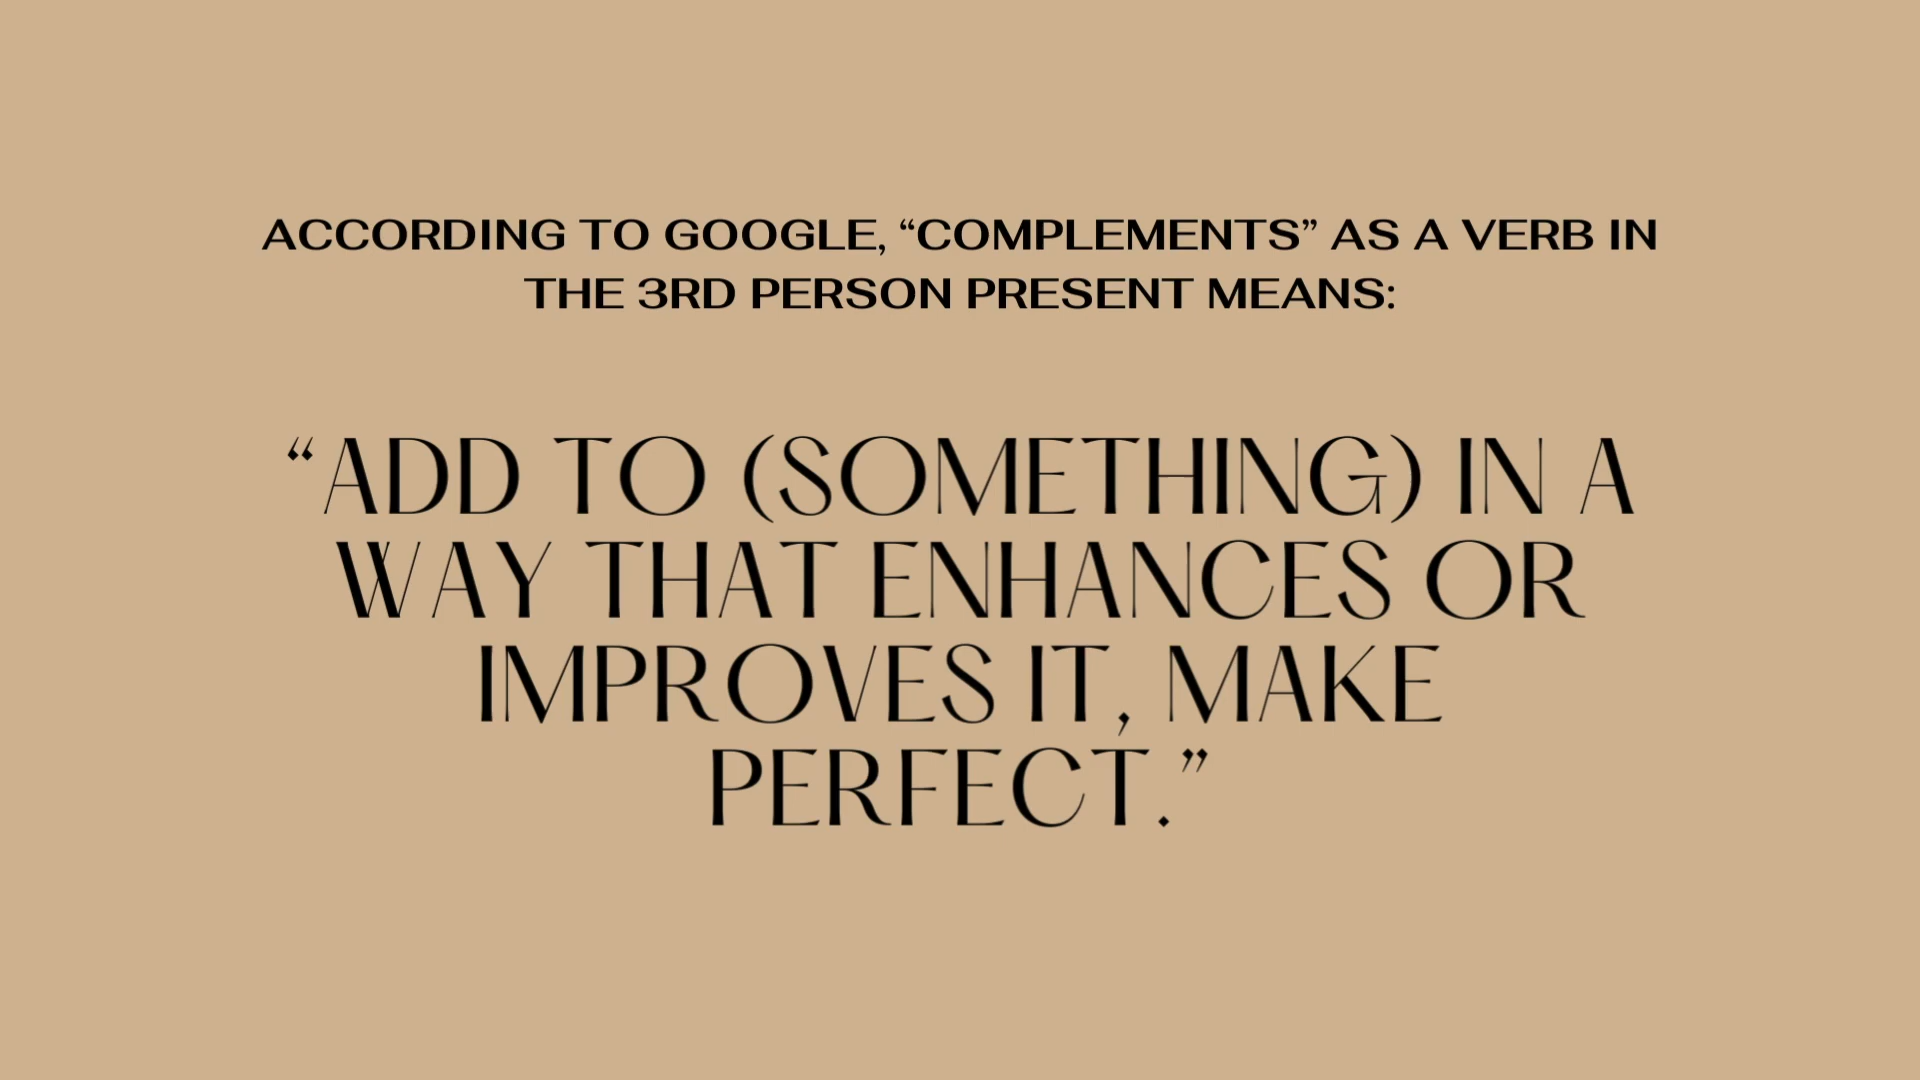 ACCORDING TO GOOGLE, “COMPLEMENTS” AS A VERB IN
THE 3RD PERSON PRESENT MEANS:
“ADD TO (SOMETHING) IN A
WAY THAT ENHANCES OR
IMPROVES IT, MAKE
PERFECT.”